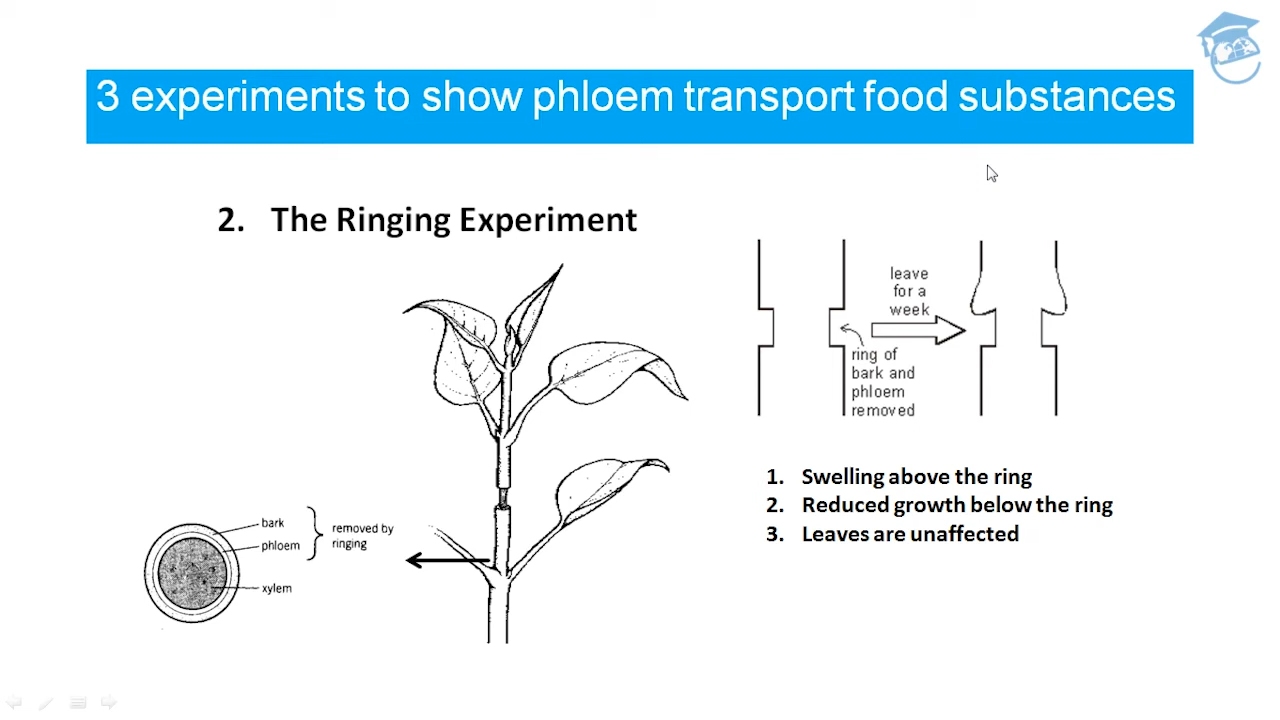 3 experiments to show phloem transport food substances
2. The Ringing Experiment
leave
for a
week
ring of
bark and
phloem
removed
1. Swelling above the ring
2. Reduced growth below the ring
3. Leaves are unaffected
bark
phloem
xylem
removed by
ringing